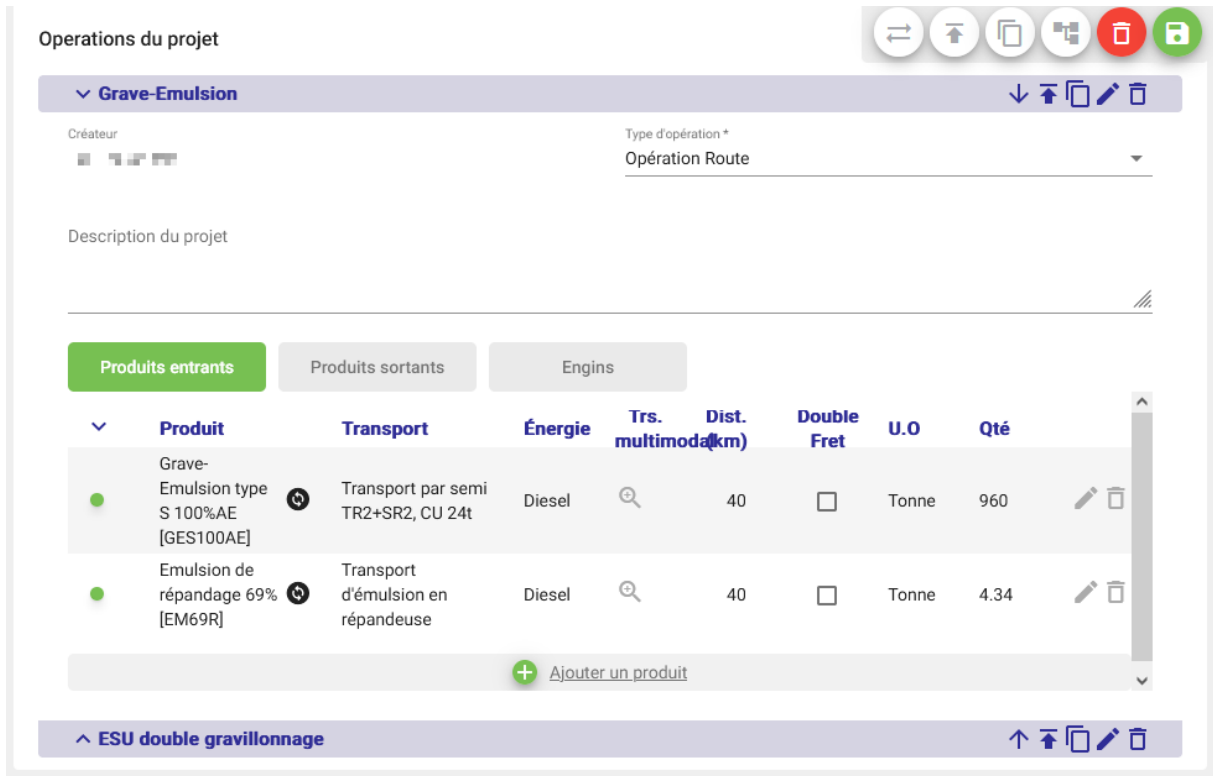 Operations du projet
Grave-Emulsion
Créateur
Type d'opération *
Opération Route
Description du projet
Produits entrants
Produits sortants
Engins
Produit
Transport
Énergie
Trs.
multimodal
Dist.
(km)
Double
Fret
U.O
Qté
Grave-
Emulsion type
S 100%AE
[GES100AE]
Transport par semi
TR2+SR2, CU 24t
Diesel
40
Tonne
960
Emulsion de
répandage 69%
[EM69R]
Transport
d'émulsion en
répandeuse
Diesel
40
Tonne
4.34
Ajouter un produit
ESU double gravillonnage